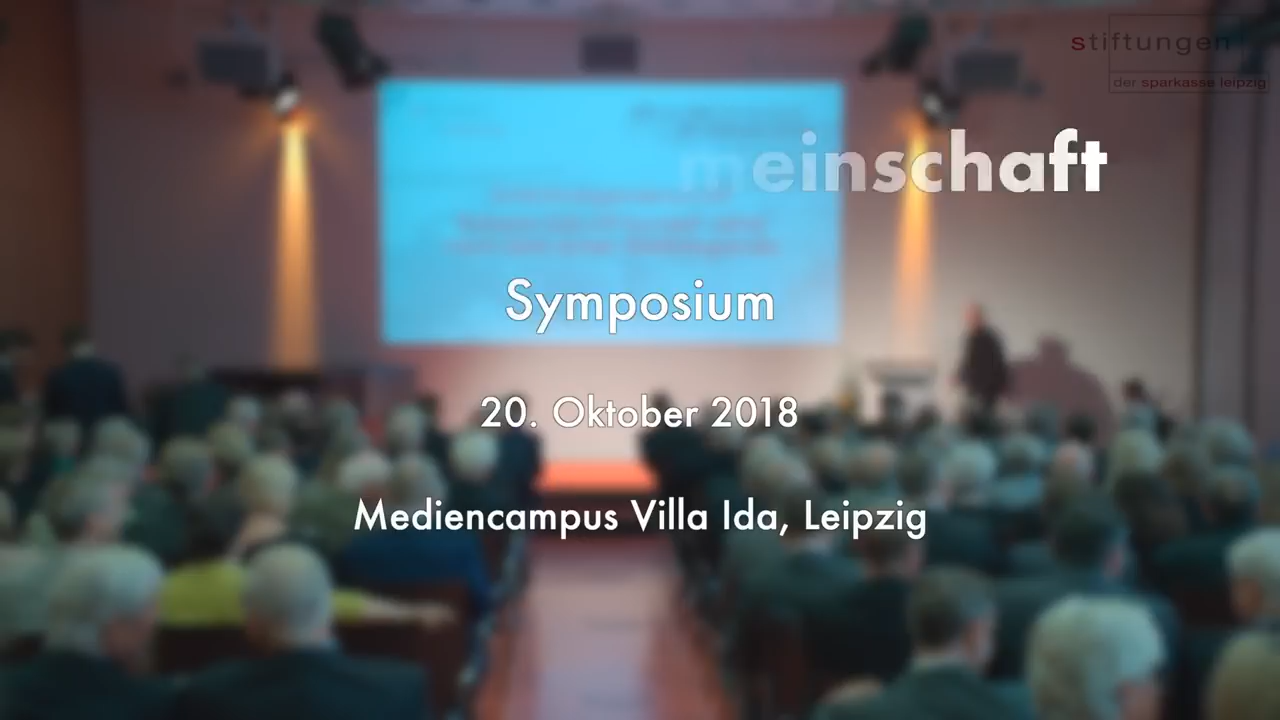 stiftungen
der sparkasse leipzig
meinschaft
Symposium
20. Oktober 2018
Mediencampus Villa Ida, Leipzig